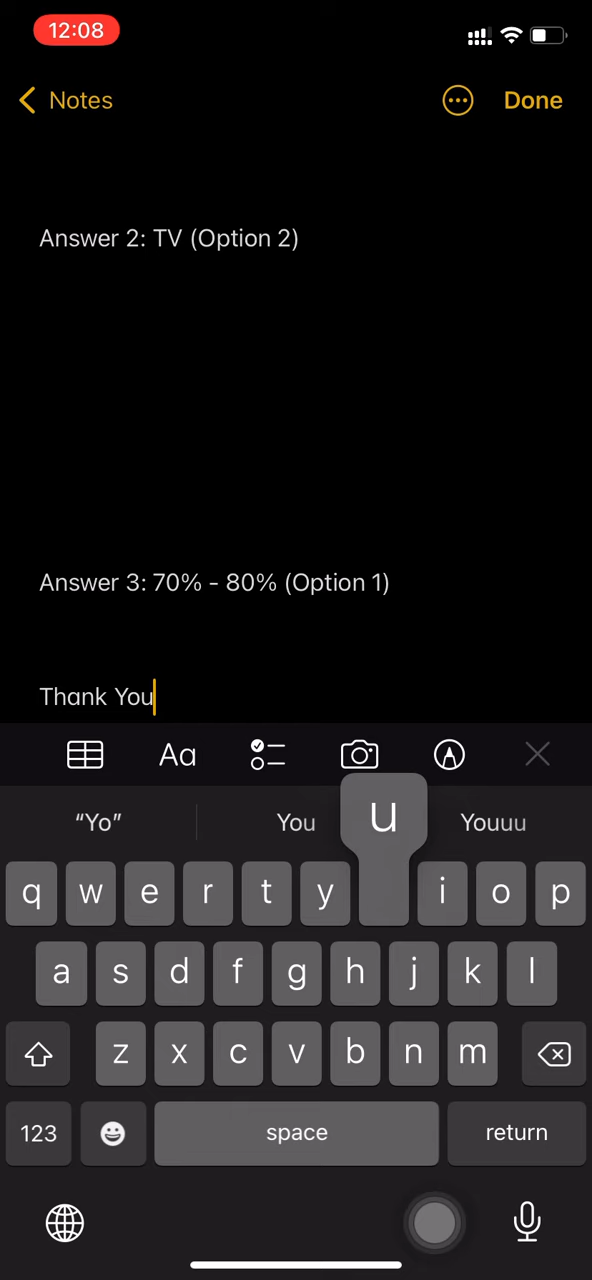 12:08
Notes
Done
Answer 2: TV (Option 2)
Answer 3: 70% - 80% (Option 1)
Thank You
Aa
“Yo” You Youuu
u
q w e r t y i o p
a s d f g h j k l
z x c v b n m
123 space return